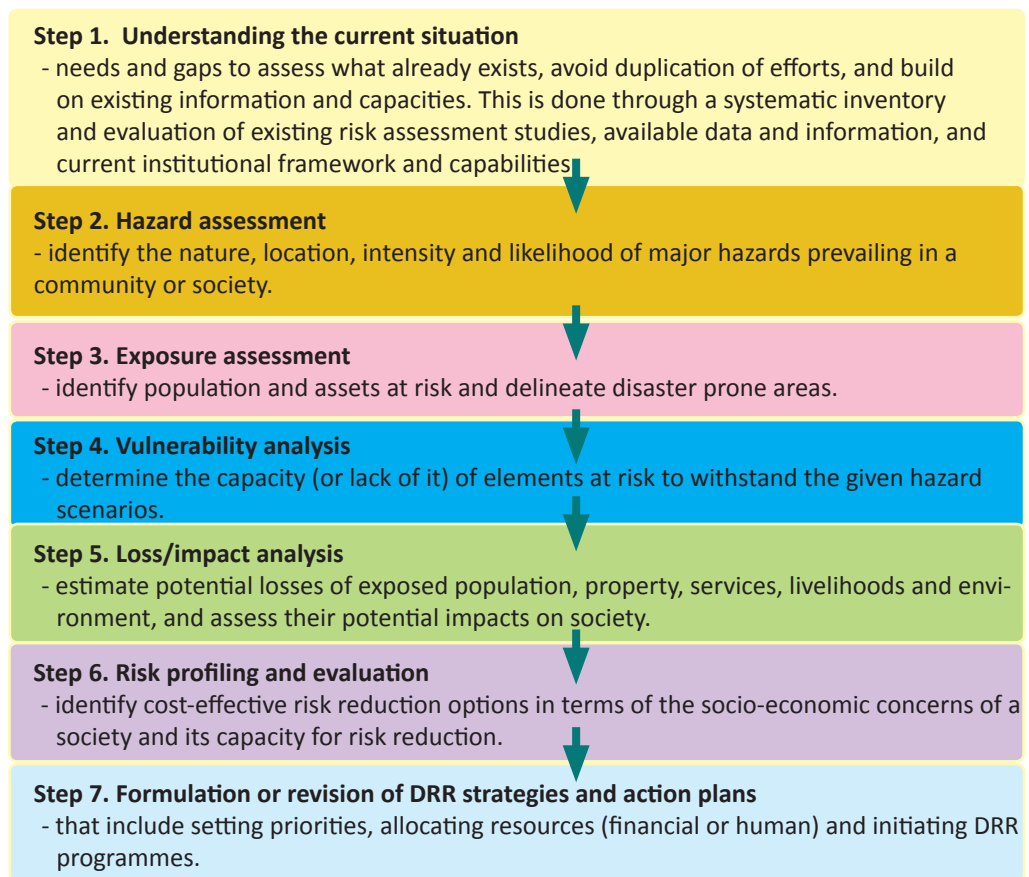 Step 1.  Understanding the current situation
- needs and gaps to assess what already exists, avoid duplication of efforts, and build
on existing information and capacities. This is done through a systematic inventory
and evaluation of existing risk assessment studies, available data and information, and
current institutional framework and capabilities
Step 2. Hazard assessment
- identify the nature, location, intensity and likelihood of major hazards prevailing in a
community or society.
Step 3. Exposure assessment
- identify population and assets at risk and delineate disaster prone areas.
Step 4. Vulnerability analysis
- determine the capacity (or lack of it) of elements at risk to withstand the given hazard
scenarios.
Step 5. Loss/impact analysis
- estimate potential losses of exposed population, property, services, livelihoods and envi-
ronment, and assess their potential impacts on society.
Step 6. Risk profiling and evaluation
- identify cost-effective risk reduction options in terms of the socio-economic concerns of a
society and its capacity for risk reduction.
Step 7. Formulation or revision of DRR strategies and action plans
- that include setting priorities, allocating resources (financial or human) and initiating DRR
programmes.